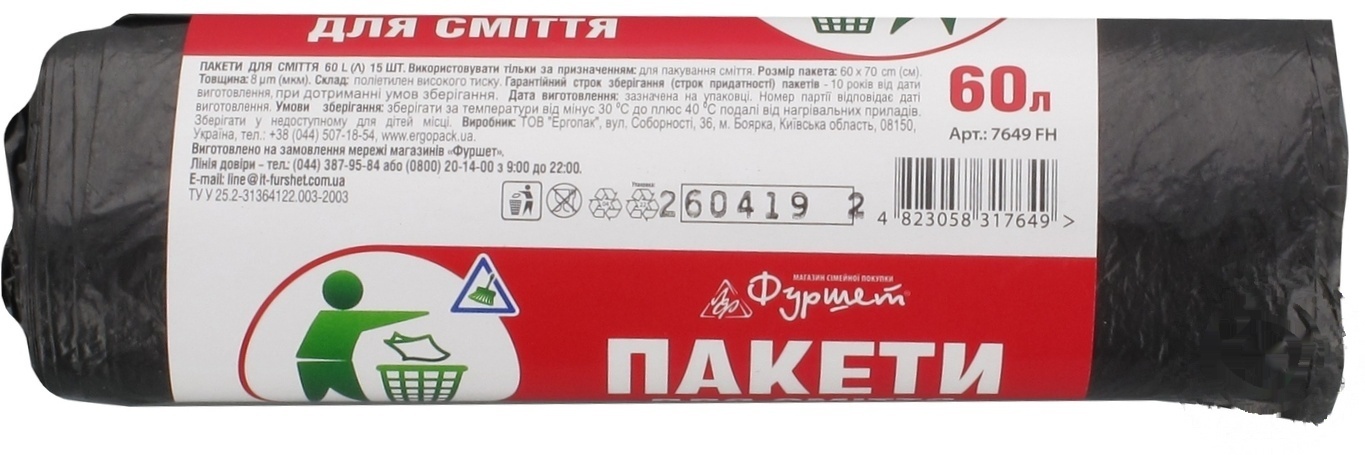 ДЛЯ СМІТТЯ
ПАКЕТИ ДЛЯ СМІТТЯ 60 L (Л) 15 ШТ. Використовувати тільки за призначенням: для пакування сміття. Розмір пакета: 60 x 70 cm (см).
Товщина: 8 µm (мкм). Склад: поліетилен високого тиску. Гарантійний строк зберігання (строк придатності) пакетів - 10 років від дати
виготовлення, при дотриманні умов зберігання. Дата виготовлення: зазначена на упаковці. Номер партії відповідає даті
виготовлення. Умови зберігання: зберігати за температури від мінус 30 °С до плюс 40 °С подалі від нагрівальних приладів.
Зберігати у недоступному для дітей місці. Виробник: ТОВ "Ергопак", вул. Соборності, 36, м. Боярка, Київська область, 08150,
Україна, тел.: +38 (044) 507-18-54, www.ergopack.ua.
Виготовлено на замовлення мережі магазинів «Фуршет».
Лінія довіри - тел.: (044) 387-95-84 або (0800) 20-14-00 з 9:00 до 22:00.
E-mail: line@it-furshet.com.ua
ТУ У 25.2-31364122.003-2003
60л
Арт.: 7649 FH
Упаковка
260419 2
4 823058 317649 >
МАГАЗИН СІМЕЙНОЇ ПОКУПКИ
Фуршет®
ПАКЕТИ
ДЛЯ СМІТТЯ